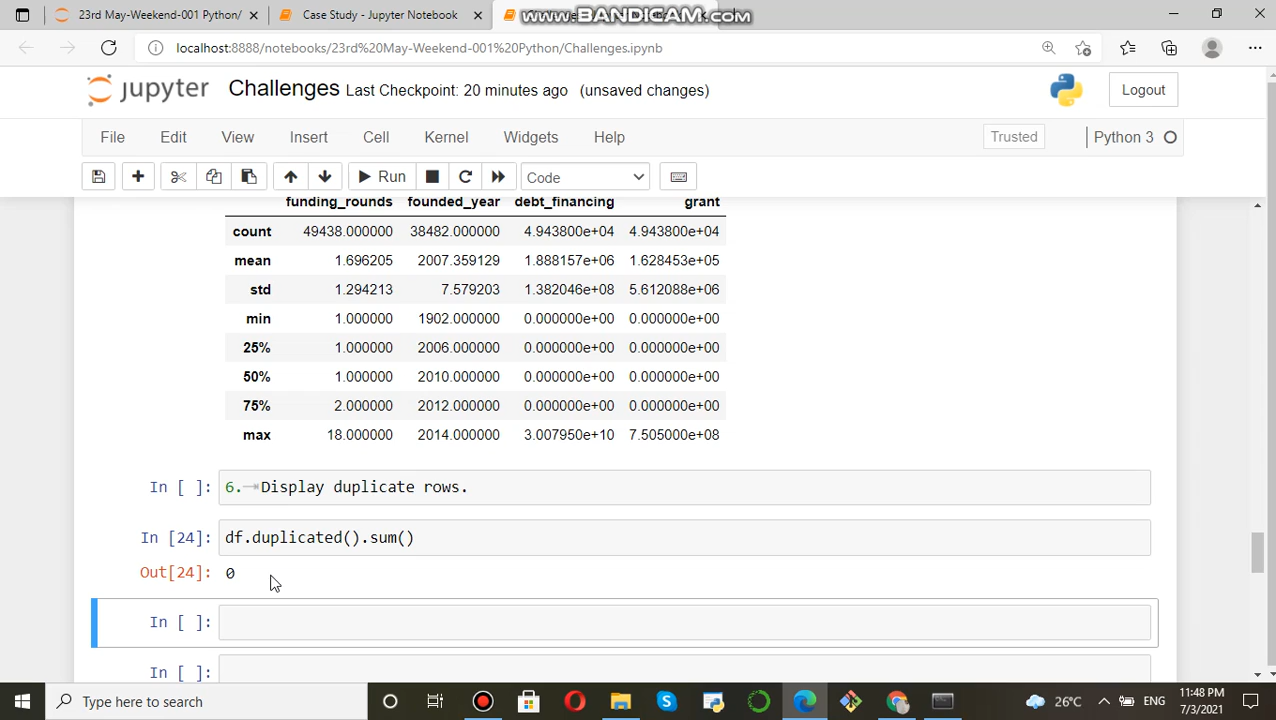 23rd May-Weekend-001 Python/
Case Study - Jupyter Notebook
www.BANDICAM.com
localhost:8888/notebooks/23rd%20May-Weekend-001%20Python/Challenges.ipynb
jupyter Challenges Last Checkpoint: 20 minutes ago (unsaved changes)
Logout
File Edit View Insert Cell Kernel Widgets Help
Trusted
Python 3
Run
Code
funding_rounds founded_year debt_financing grant
count 49438.000000 38482.000000 4.943800e+04 4.943800e+04
mean 1.696205 2007.359129 1.888157e+06 1.628453e+05
std 1.294213 7.579203 1.382046e+08 5.612088e+06
min 1.000000 1902.000000 0.000000e+00 0.000000e+00
25% 1.000000 2006.000000 0.000000e+00 0.000000e+00
50% 1.000000 2010.000000 0.000000e+00 0.000000e+00
75% 2.000000 2012.000000 0.000000e+00 0.000000e+00
max 18.000000 2014.000000 3.007950e+10 7.505000e+08
In [ ]: 6. Display duplicate rows.
In [24]: df.duplicated().sum()
Out[24]: 0
In [ ]:
In [ ]:
Type here to search
26°C
ENG
11:48 PM
7/3/2021